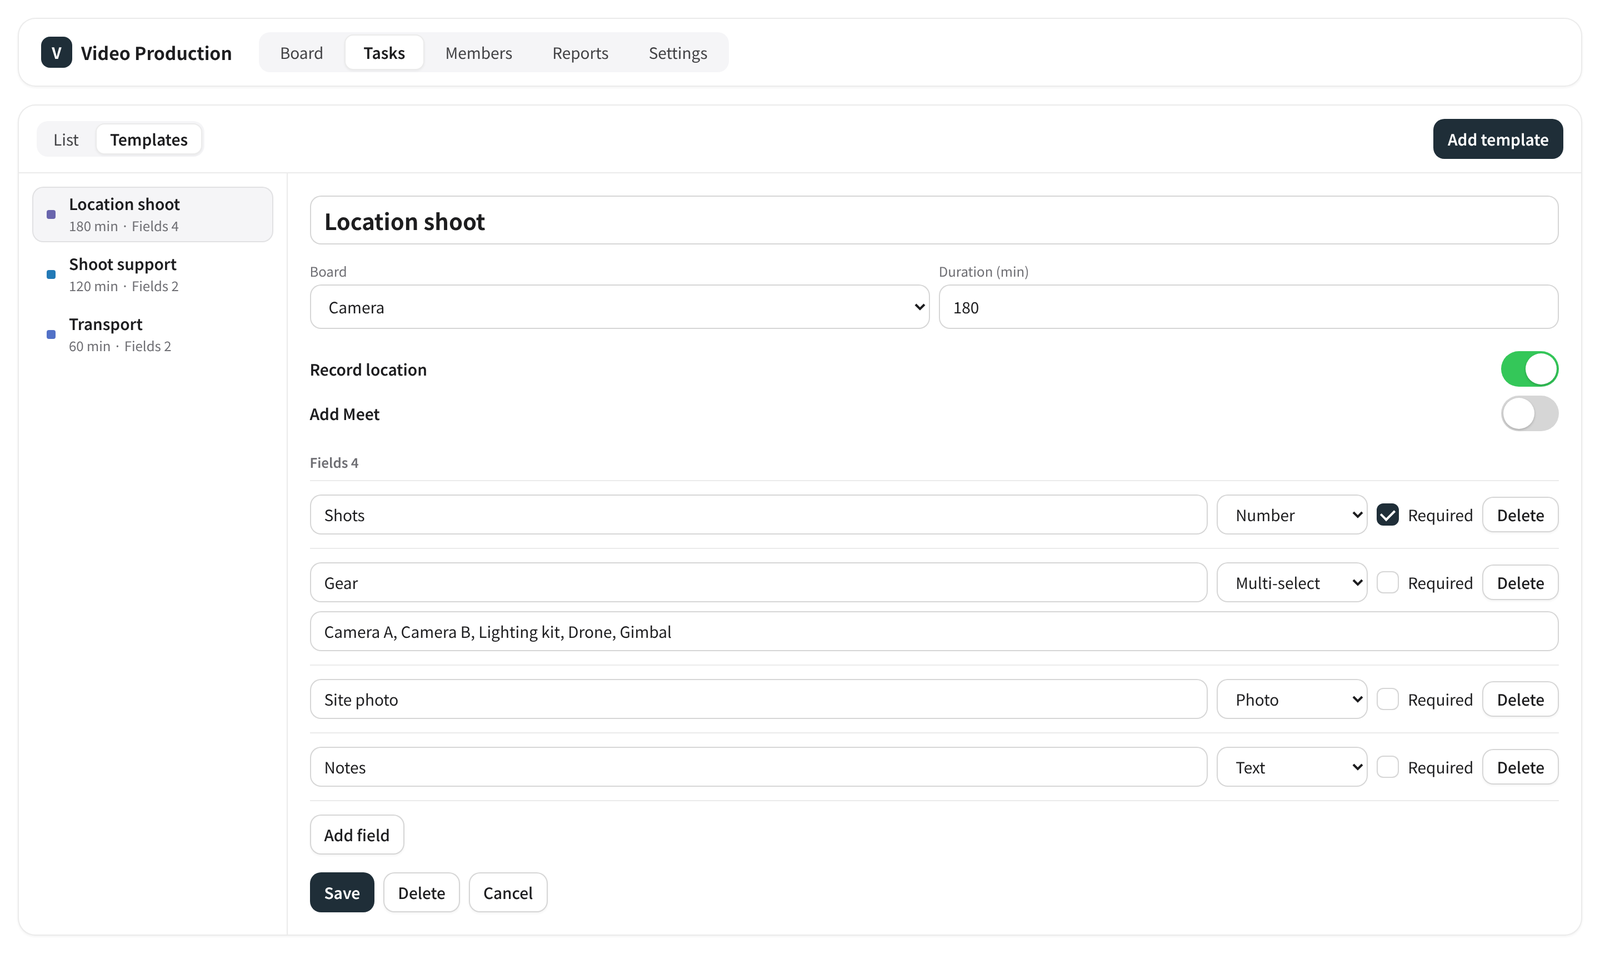 V Video Production Board Tasks Members Reports Settings
List Templates Add template
Location shoot
180 min · Fields 4
Shoot support
120 min · Fields 2
Transport
60 min · Fields 2
Location shoot
Board Duration (min)
Camera 180
Record location
Add Meet
Fields 4
Shots Number Required Delete
Gear Multi-select Required Delete
Camera A, Camera B, Lighting kit, Drone, Gimbal
Site photo Photo Required Delete
Notes Text Required Delete
Add field
Save Delete Cancel